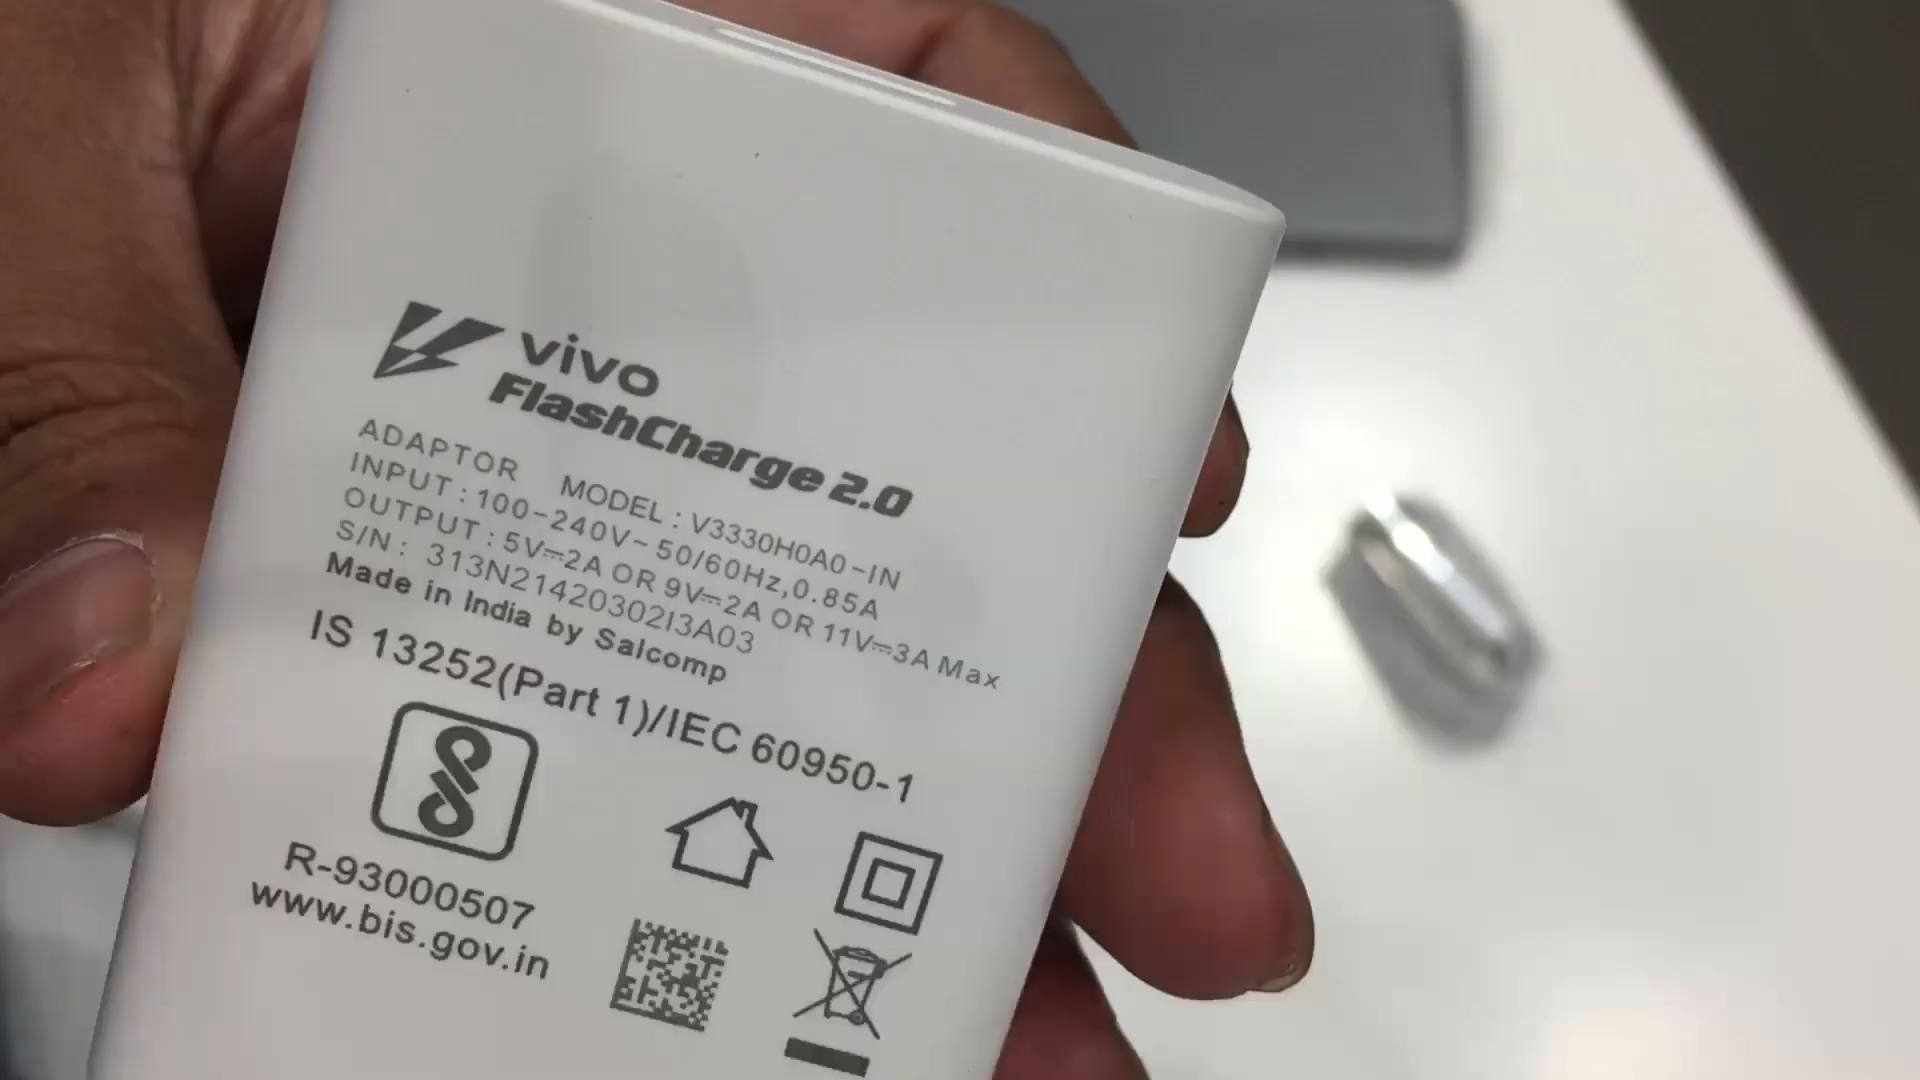 vivo
FlashCharge 2.0
ADAPTOR MODEL : V3330H0A0-IN
INPUT : 100-240V~50/60Hz,0.85A
OUTPUT : 5V⎓2A OR 9V⎓2A OR 11V⎓3A Max
S/N : 313N21420302I3A03
Made in India by Salcomp
IS 13252(Part 1)/IEC 60950-1
R-93000507
www.bis.gov.in